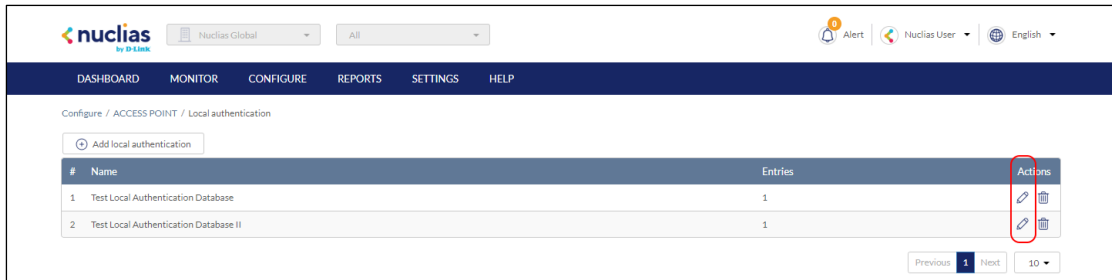 nuclias Nuclias Global All 0 Alert Nuclias User English
by D-Link
DASHBOARD MONITOR CONFIGURE REPORTS SETTINGS HELP
Configure / ACCESS POINT / Local authentication
Add local authentication
# Name Entries Actions
1 Test Local Authentication Database 1
2 Test Local Authentication Database II 1
Previous 1 Next 10